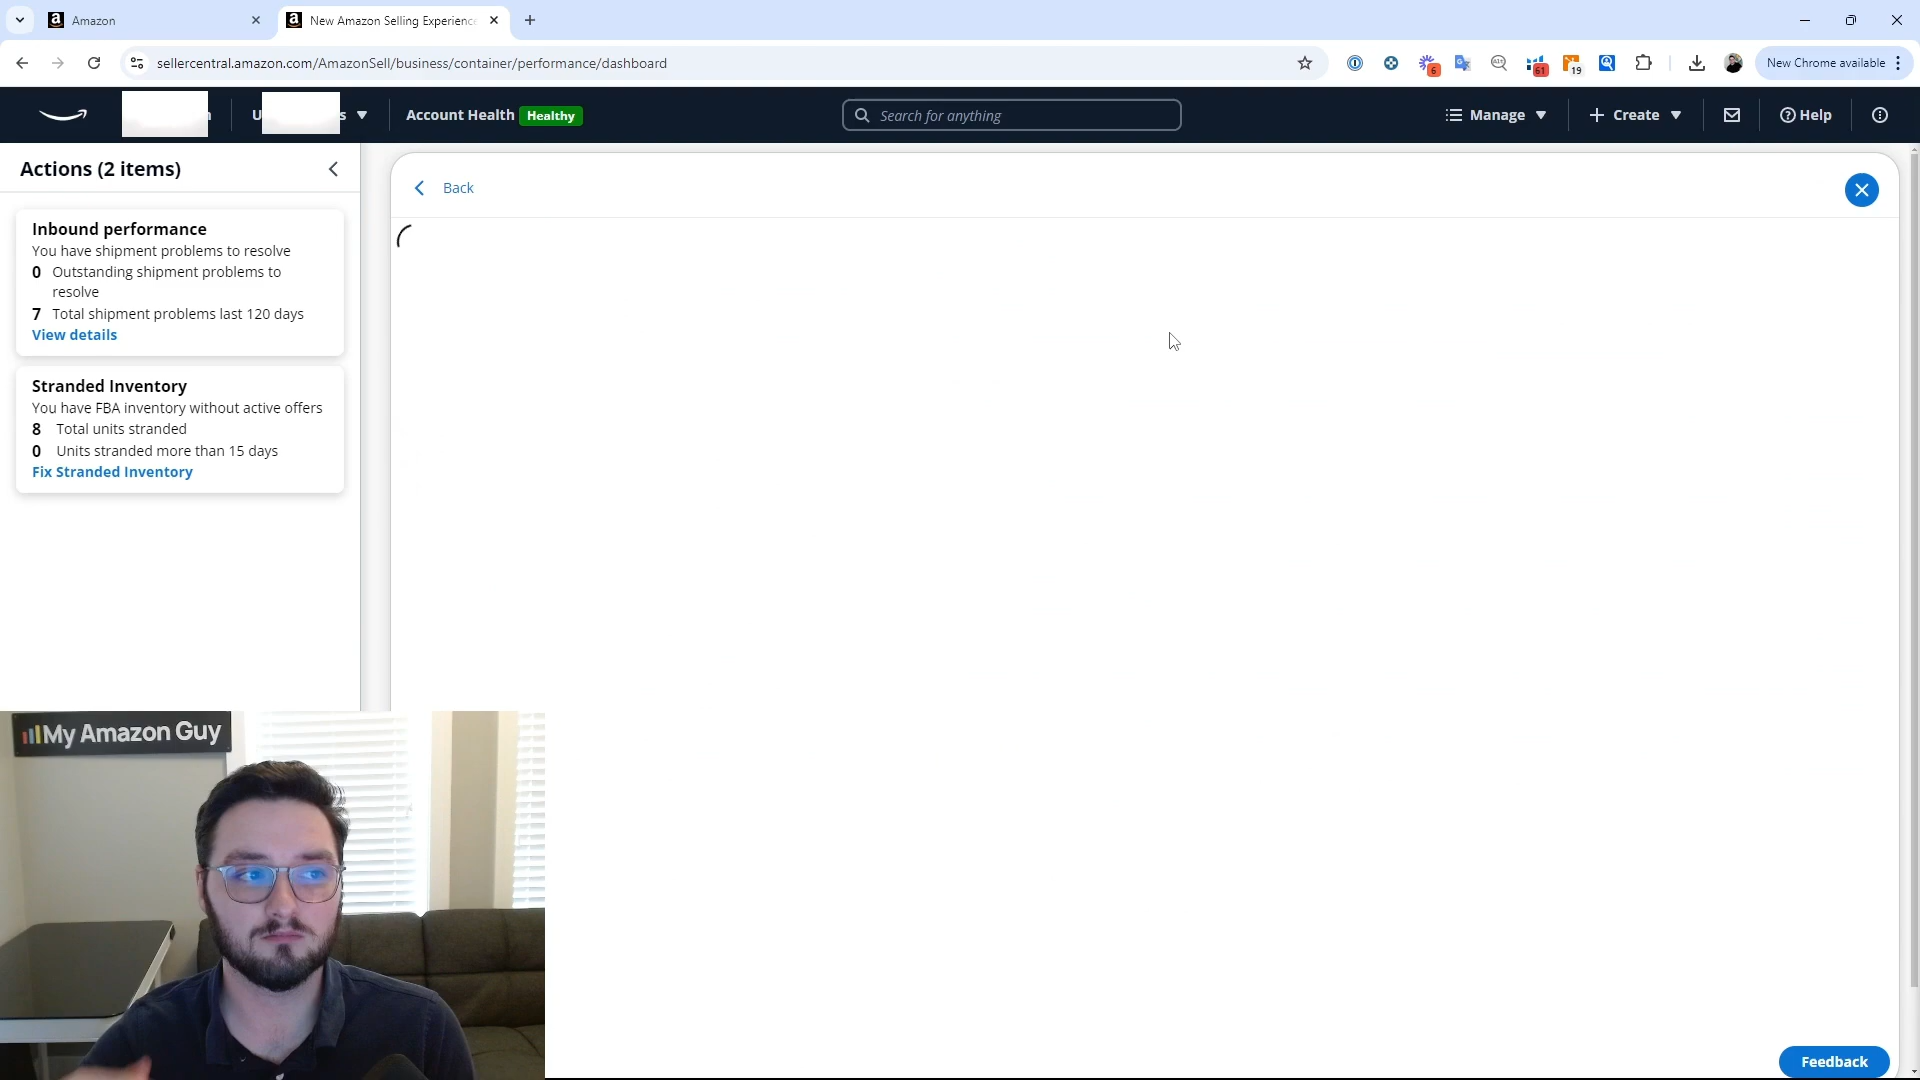 Amazon
New Amazon Selling Experience
sellercentral.amazon.com/AmazonSell/business/container/performance/dashboard
6
61
19
New Chrome available
Account Health Healthy
Search for anything
Manage
Create
Help
Actions (2 items)
Back
Inbound performance
You have shipment problems to resolve
0 Outstanding shipment problems to
resolve
7 Total shipment problems last 120 days
View details
Stranded Inventory
You have FBA inventory without active offers
8 Total units stranded
0 Units stranded more than 15 days
Fix Stranded Inventory
My Amazon Guy
Feedback